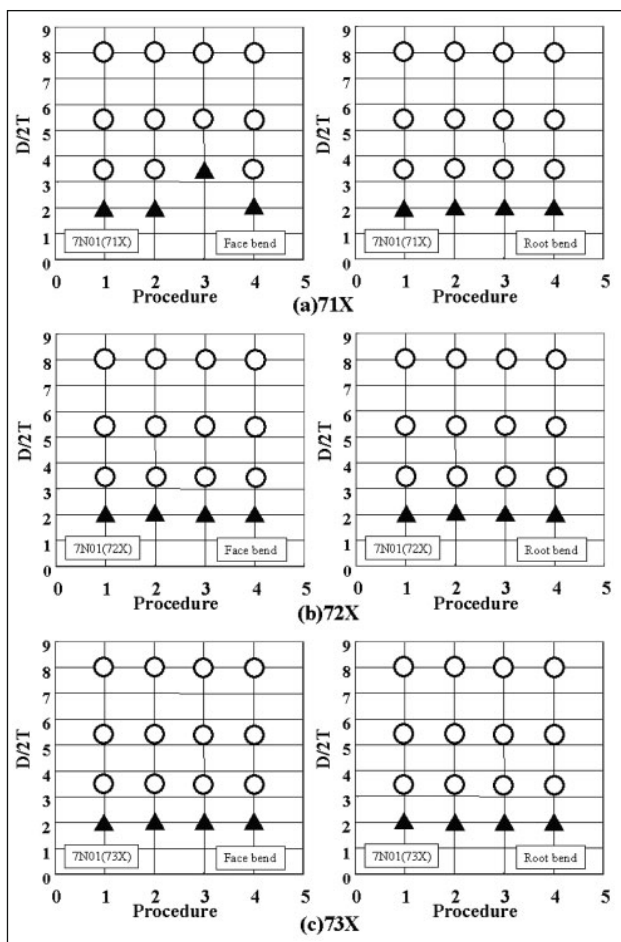 9
8
7
6
5
4
3
2
1
0
D/2T
7N01(71X)
Face bend
0 1 2 3 4 5
Procedure
9
8
7
6
5
4
3
2
1
0
D/2T
7N01(71X)
Root bend
0 1 2 3 4 5
Procedure
(a)71X
9
8
7
6
5
4
3
2
1
0
D/2T
7N01(72X)
Face bend
0 1 2 3 4 5
Procedure
9
8
7
6
5
4
3
2
1
0
D/2T
7N01(72X)
Root bend
0 1 2 3 4 5
Procedure
(b)72X
9
8
7
6
5
4
3
2
1
0
D/2T
7N01(73X)
Face bend
0 1 2 3 4 5
Procedure
9
8
7
6
5
4
3
2
1
0
D/2T
7N01(73X)
Root bend
0 1 2 3 4 5
Procedure
(c)73X